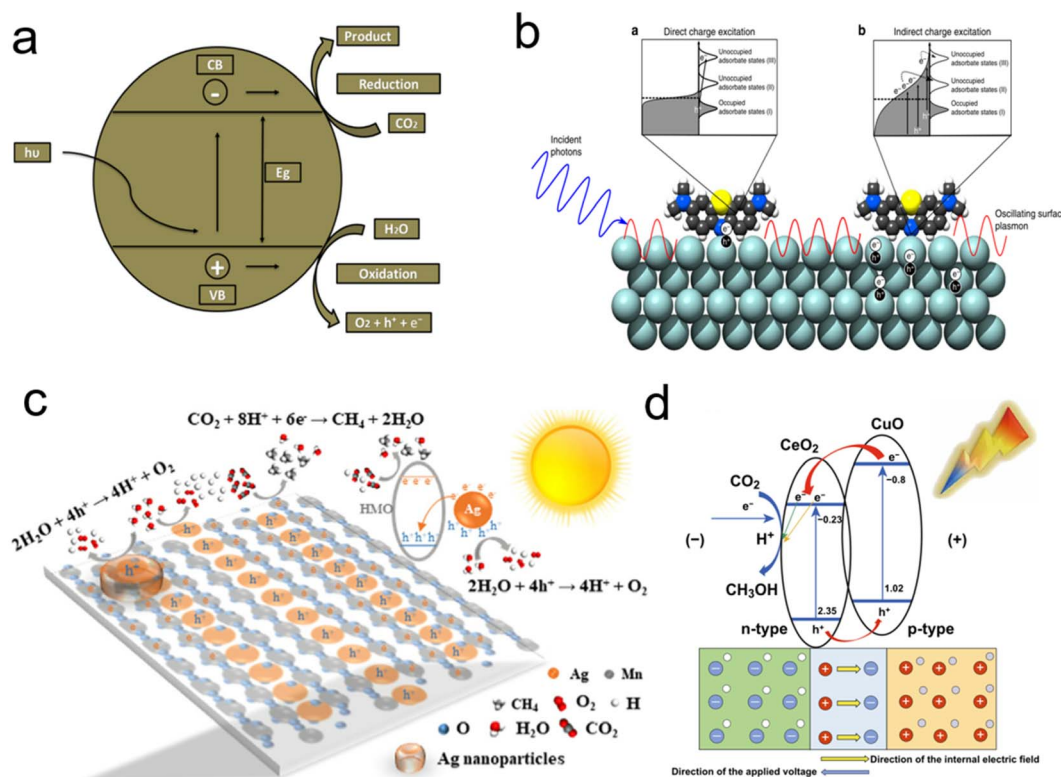 a
CB
-
Product
Reduction
CO₂
hυ
Eg
H₂O
Oxidation
+
VB
O₂ + h⁺ + e⁻
b
a
Direct charge excitation
e⁻
Unoccupied
adsorbate states (III)
Unoccupied
adsorbate states (II)
Occupied
adsorbate states (I)
h⁺
b
Indirect charge excitation
e⁻
e⁻
e⁻
Unoccupied
adsorbate states (III)
Unoccupied
adsorbate states (II)
Occupied
adsorbate states (I)
h⁺
h⁺
Incident
photons
Oscillating surface
plasmon
e⁻
h⁺
e⁻
h⁺
e⁻
h⁺
e⁻
h⁺
e⁻
h⁺
c
CO₂ + 8H⁺ + 6e⁻ → CH₄ + 2H₂O
2H₂O + 4h⁺ → 4H⁺ + O₂
HMO
e⁻ e⁻ e⁻
Ag
h⁺ h⁺ h⁺
h⁺ h⁺ h⁺
2H₂O + 4h⁺ → 4H⁺ + O₂
Ag
Mn
CH₄
O₂
H
O
H₂O
CO₂
Ag nanoparticles
d
CuO
CeO₂
e⁻
−0.8
CO₂
e⁻ e⁻
−0.23
e⁻
(−)
H⁺
(+)
CH₃OH
1.02
h⁺
2.35
n-type
h⁺
p-type
Direction of the internal electric field
Direction of the applied voltage